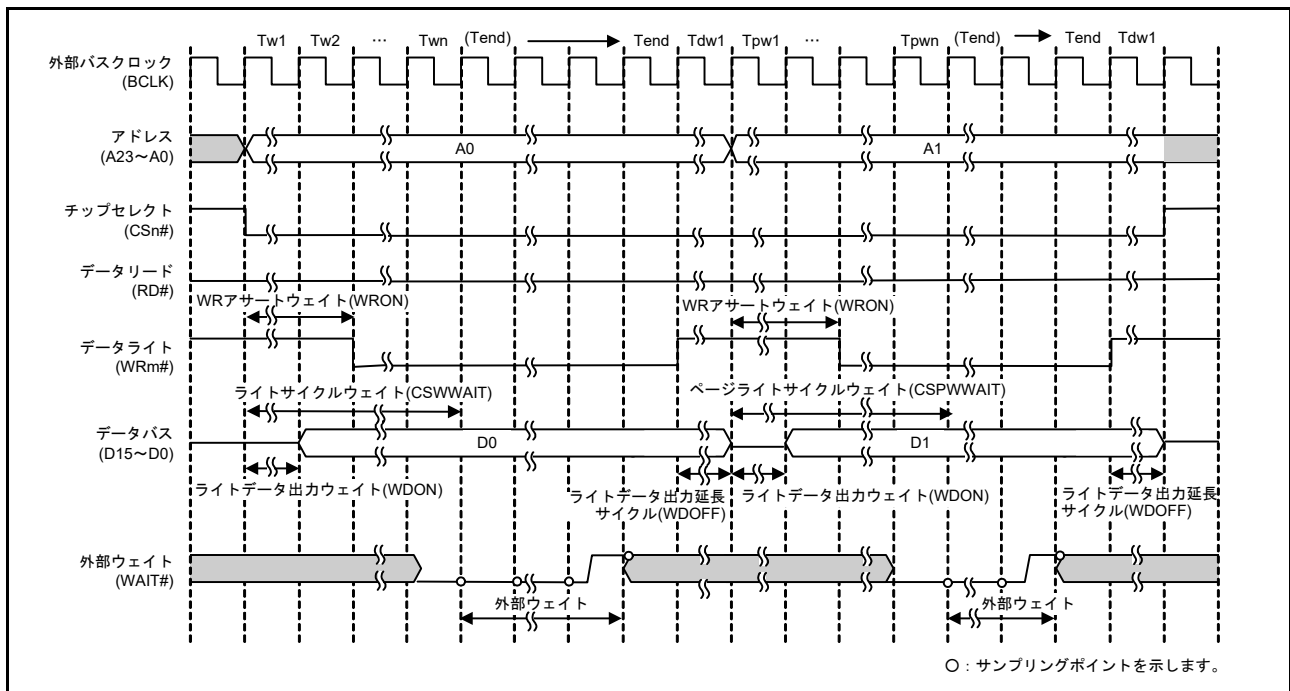 Tw1 Tw2 … Twn (Tend) Tend Tdw1 Tpw1 … Tpwn (Tend) Tend Tdw1
外部バスクロック
(BCLK)
アドレス
(A23～A0)
A0 A1
チップセレクト
(CSn#)
データリード
(RD#)
WRアサートウェイト(WRON) WRアサートウェイト(WRON)
データライト
(WRm#)
ライトサイクルウェイト(CSWWAIT) ページライトサイクルウェイト(CSPWWAIT)
データバス
(D15～D0)
D0 D1
ライトデータ出力ウェイト(WDON) ライトデータ出力延長
サイクル(WDOFF)
ライトデータ出力ウェイト(WDON) ライトデータ出力延長
サイクル(WDOFF)
外部ウェイト
(WAIT#)
外部ウェイト 外部ウェイト
○：サンプリングポイントを示します。